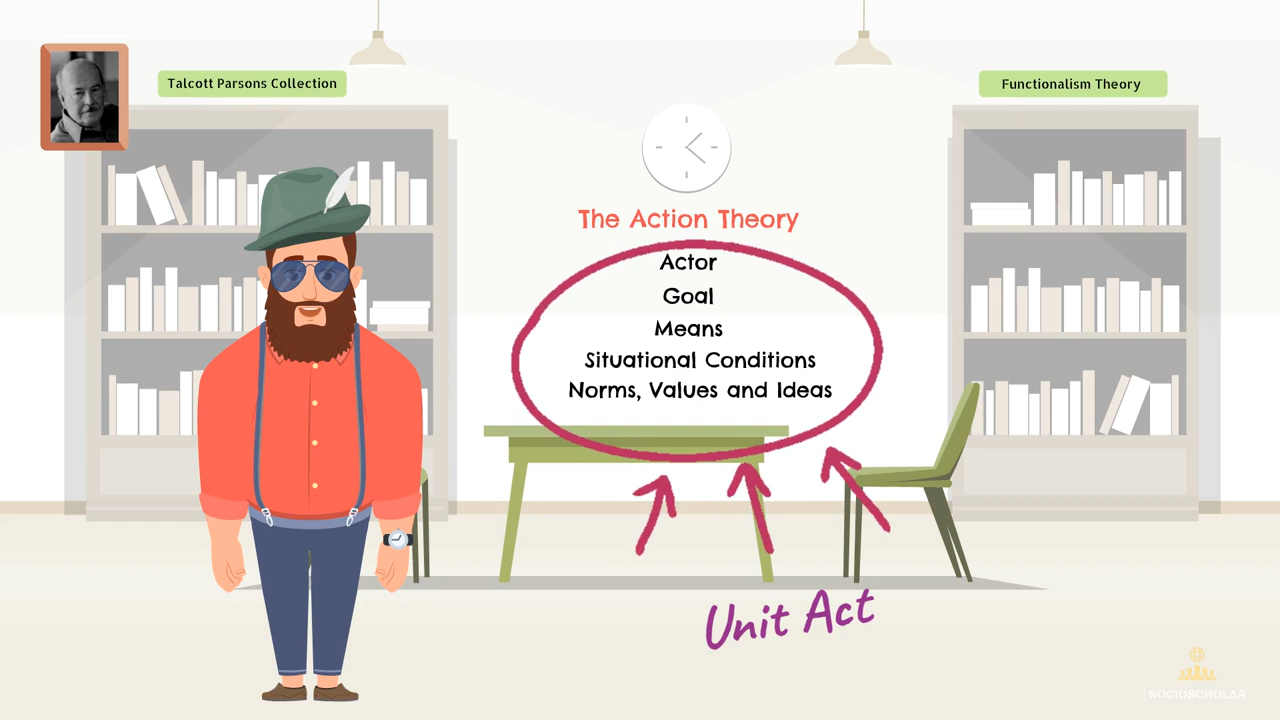 Talcott Parsons Collection
Functionalism Theory
The Action Theory
Actor
Goal
Means
Situational Conditions
Norms, Values and Ideas
Unit Act
SOCIOSCHOLAR